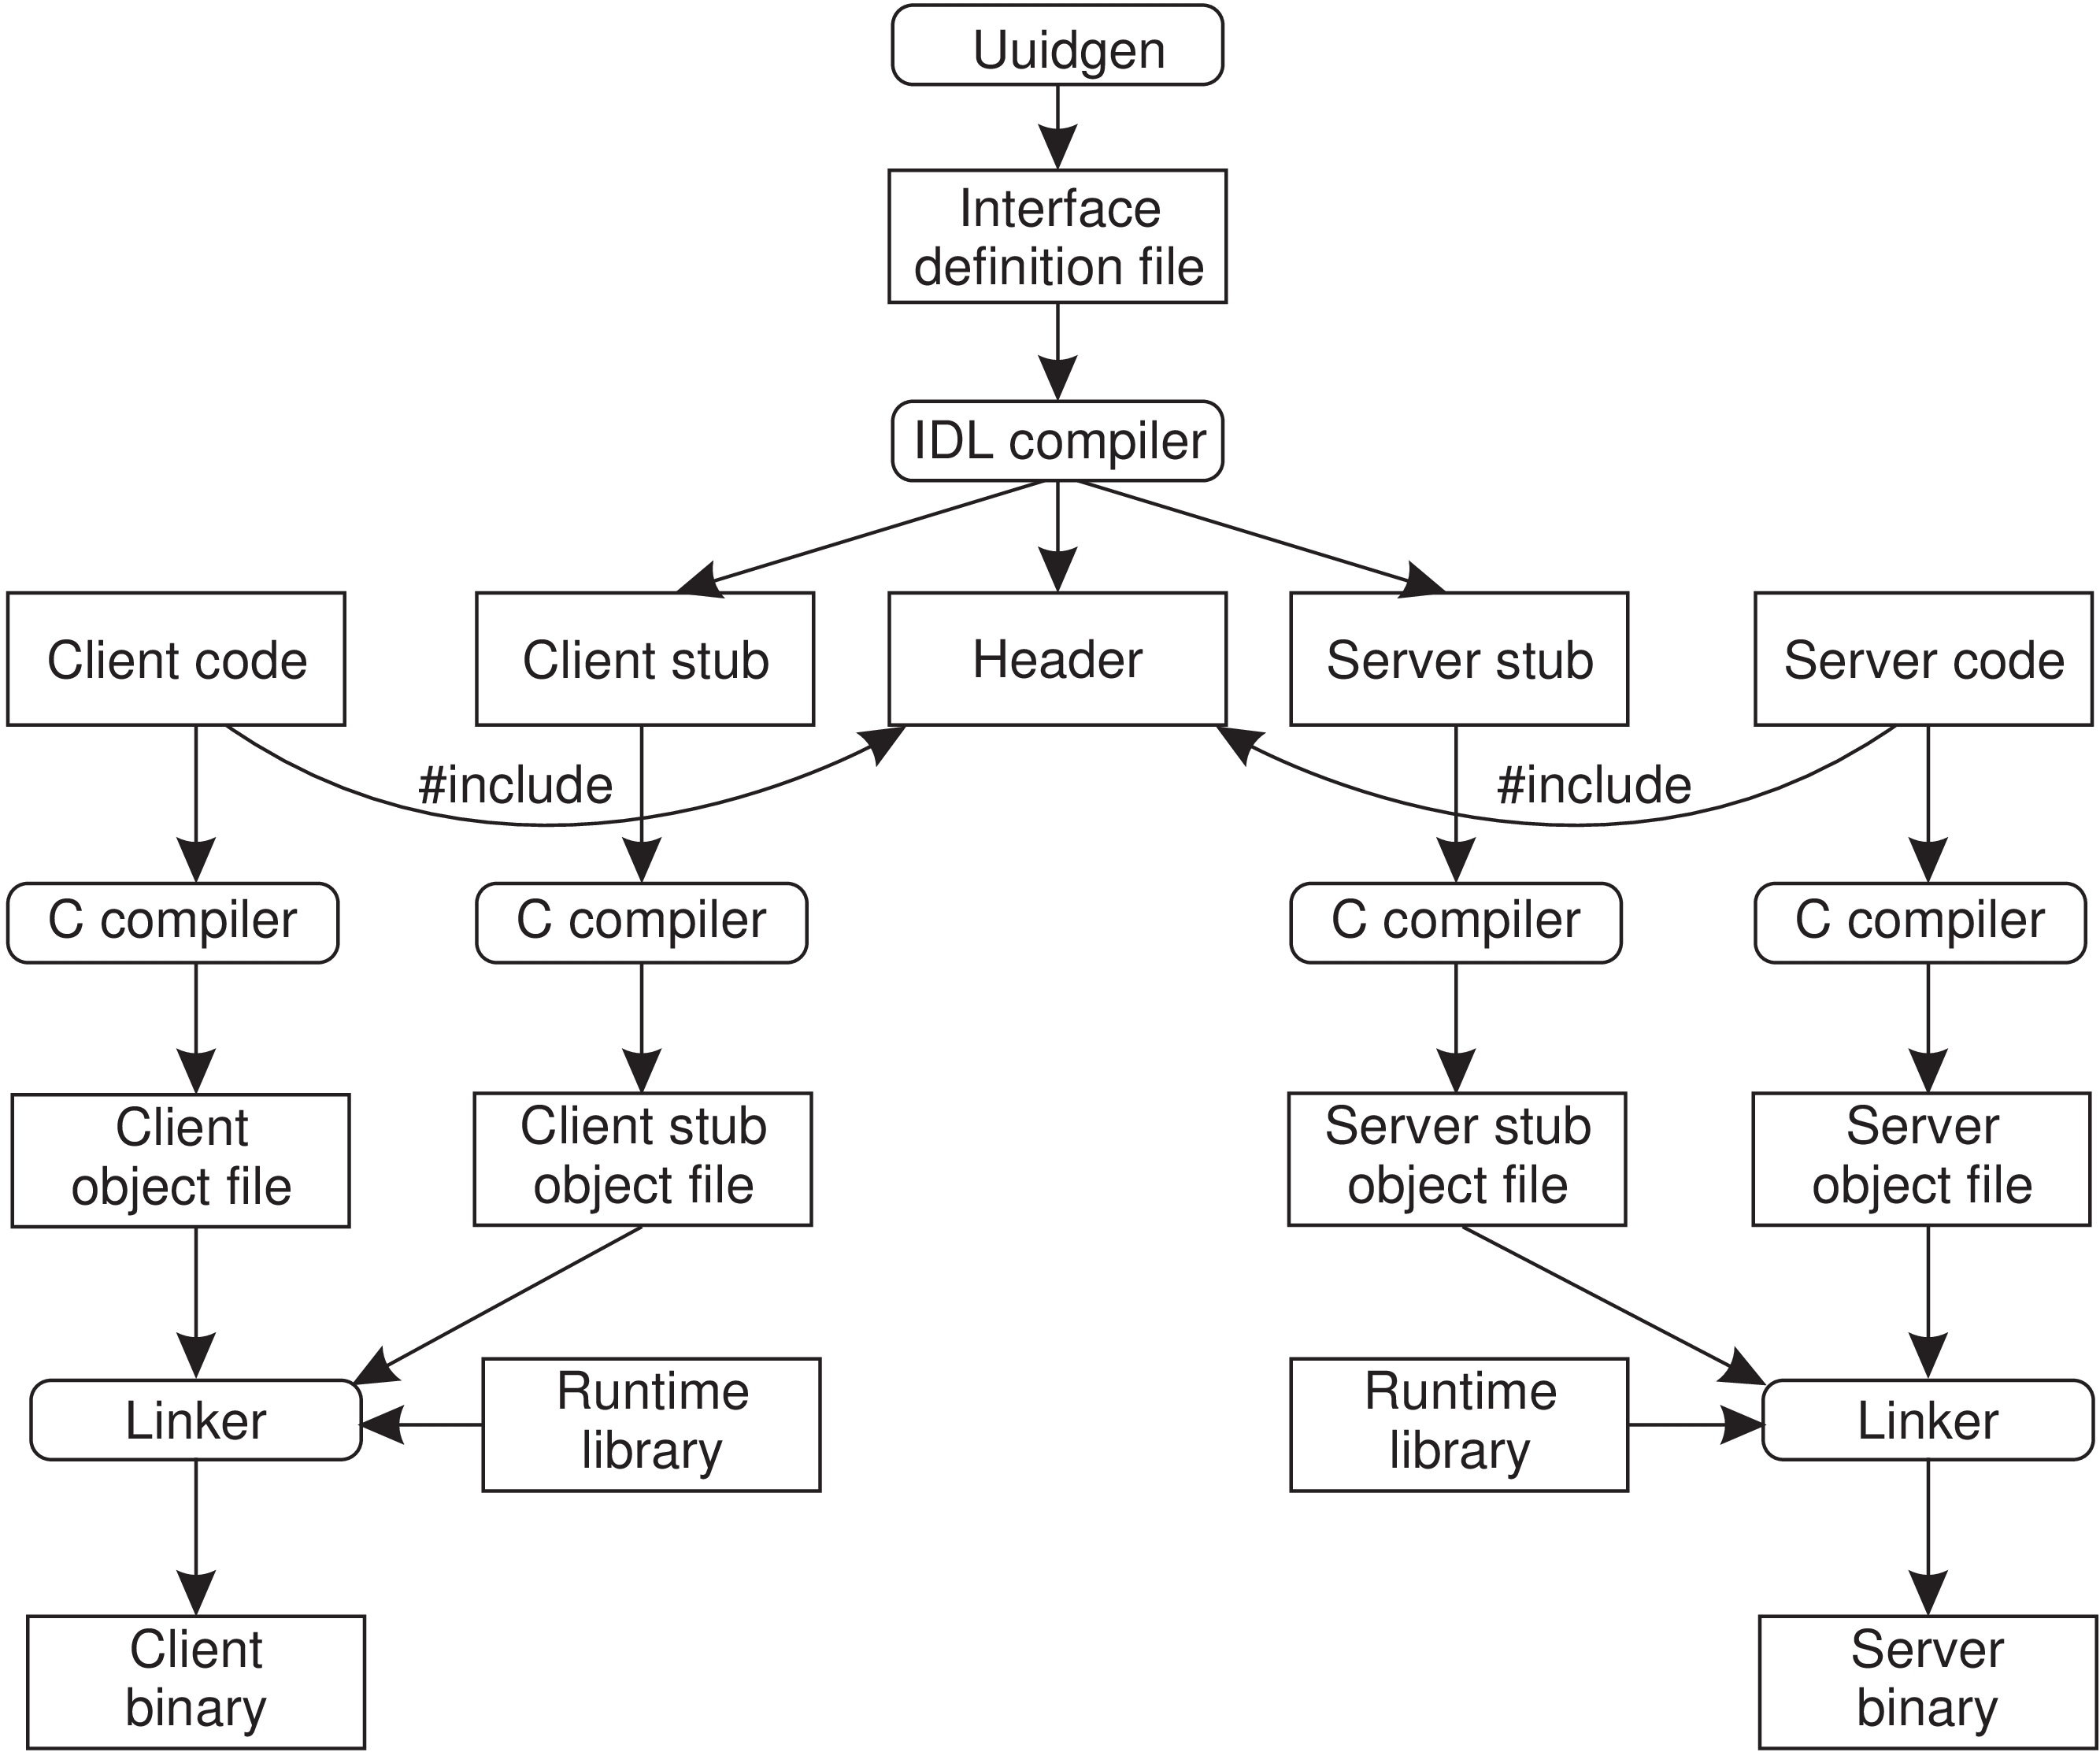 Uuidgen
Interface
definition file
IDL compiler
Client code
Client stub
Header
Server stub
Server code
#include
#include
C compiler
C compiler
C compiler
C compiler
Client
object file
Client stub
object file
Server stub
object file
Server
object file
Linker
Runtime
library
Runtime
library
Linker
Client
binary
Server
binary